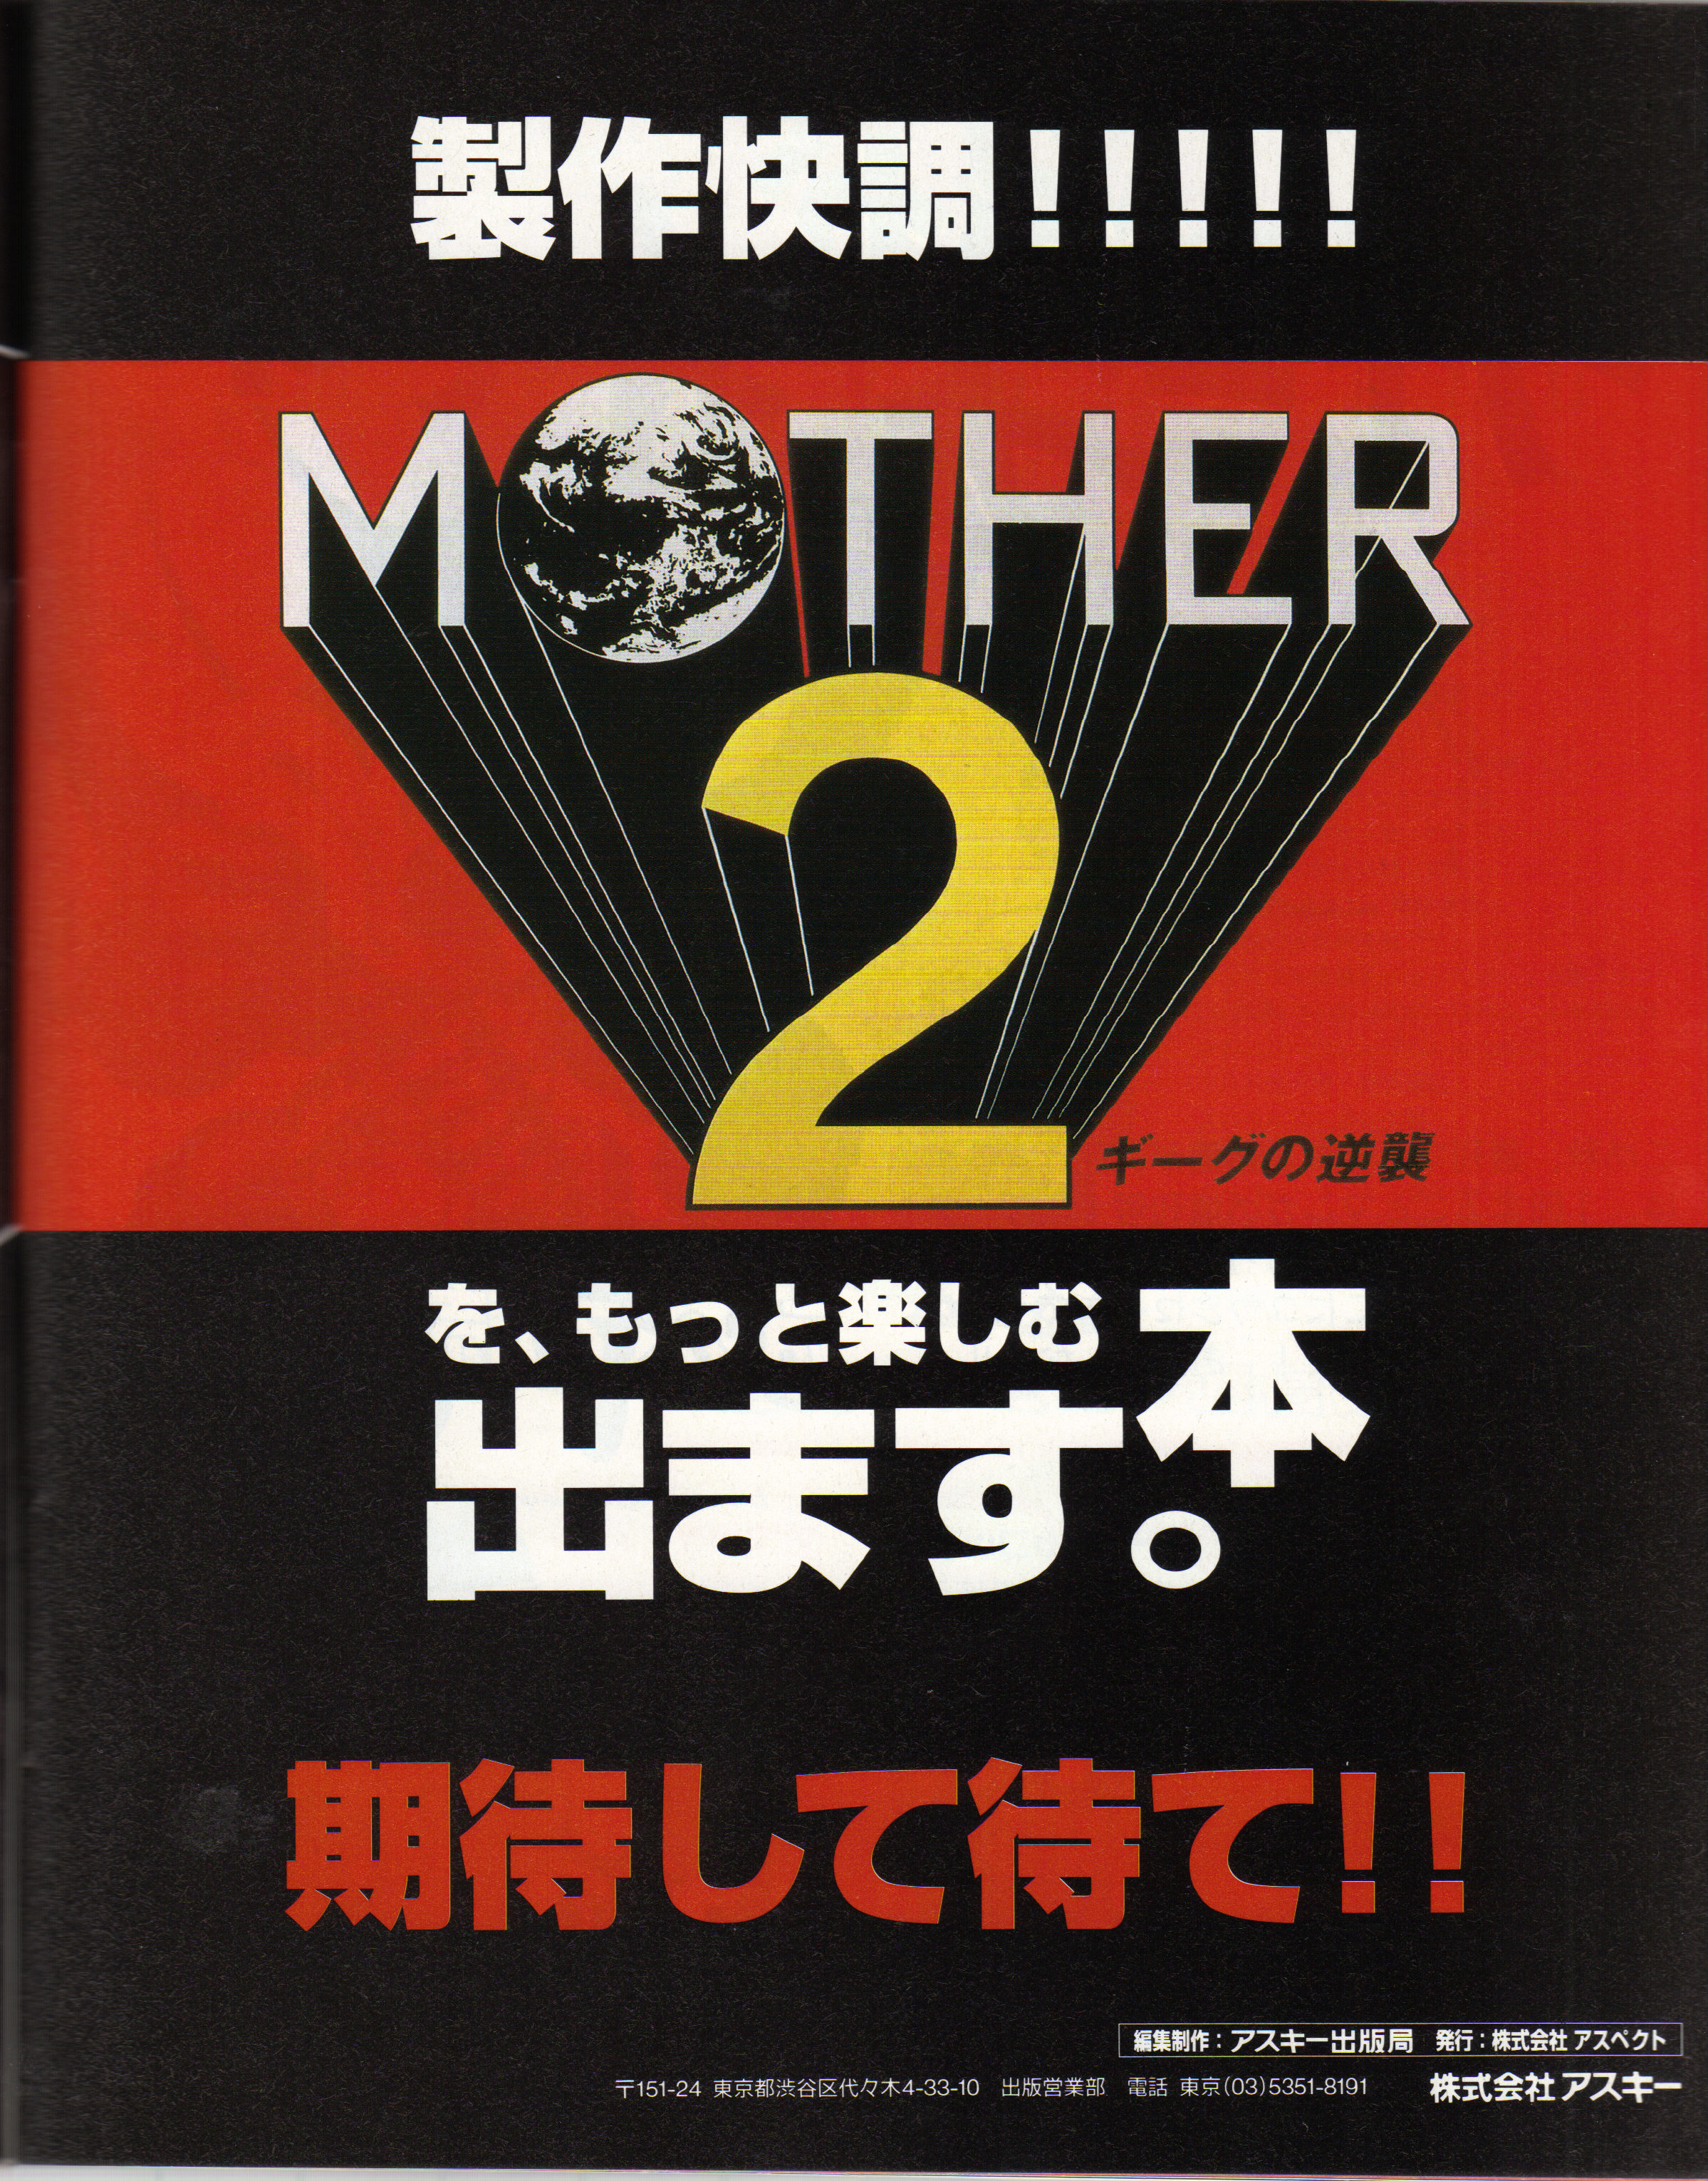 製作快調!!!!!
MOTHER
2
ギーグの逆襲
を、もっと楽しむ本
出ます。
期待して待て!!
編集制作：アスキー出版局　発行：株式会社 アスペクト
〒151-24 東京都渋谷区代々木4-33-10　出版営業部　電話 東京(03)5351-8191　株式会社アスキー